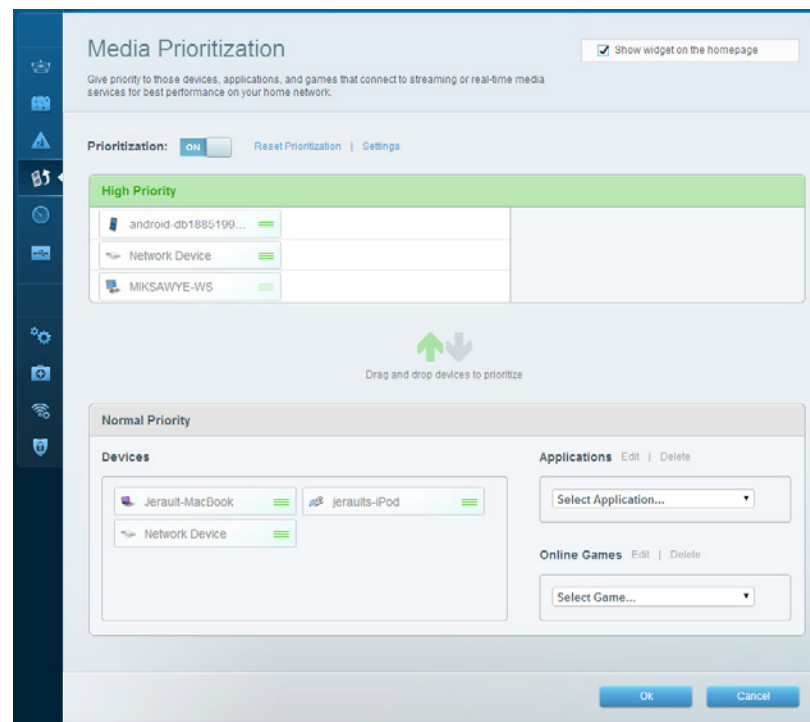 Media Prioritization
Show widget on the homepage
Give priority to those devices, applications, and games that connect to streaming or real-time media
services for best performance on your home network.
Prioritization: ON Reset Prioritization | Settings
High Priority
android-db1885199...
Network Device
MIKSAWYE-WS
Drag and drop devices to prioritize
Normal Priority
Devices
Jerault-MacBook
jeraults-iPod
Network Device
Applications Edit | Delete
Select Application...
Online Games Edit | Delete
Select Game...
Ok Cancel